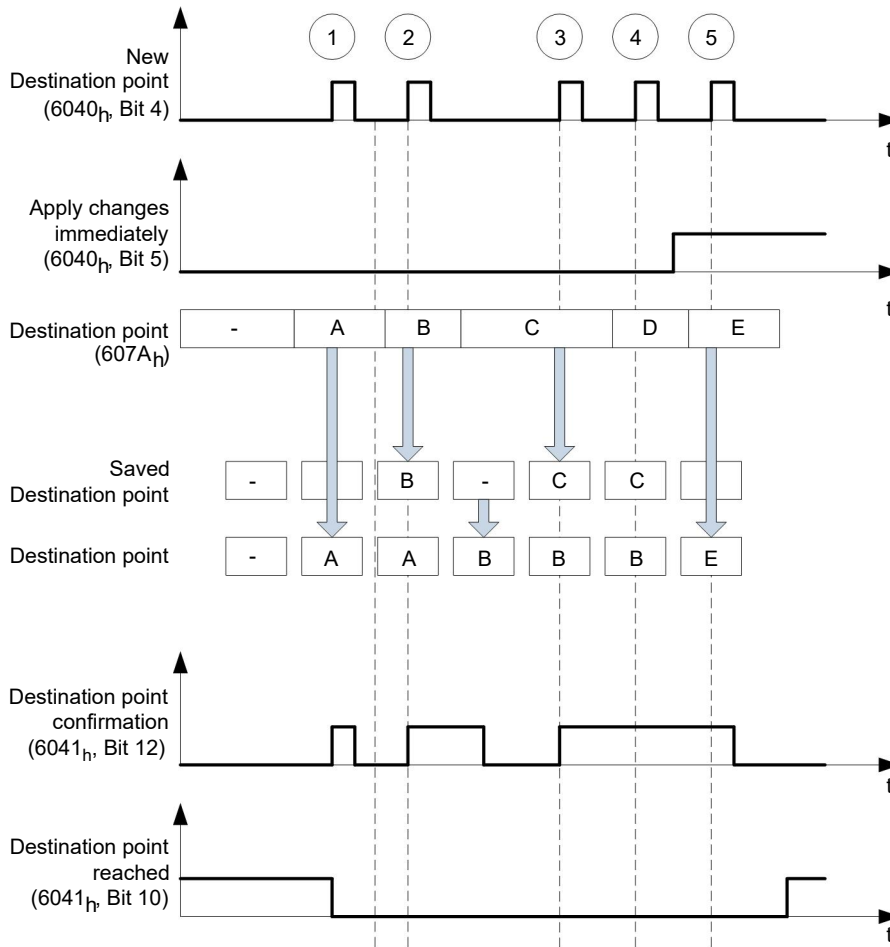 1 2 3 4 5
New
Destination point
(6040h, Bit 4)
t
Apply changes
immediately
(6040h, Bit 5)
t
Destination point
(607Ah)
- A B C D E
Saved
Destination point
- B - C C
Destination point
- A A B B B E
Destination point
confirmation
(6041h, Bit 12)
t
Destination point
reached
(6041h, Bit 10)
t